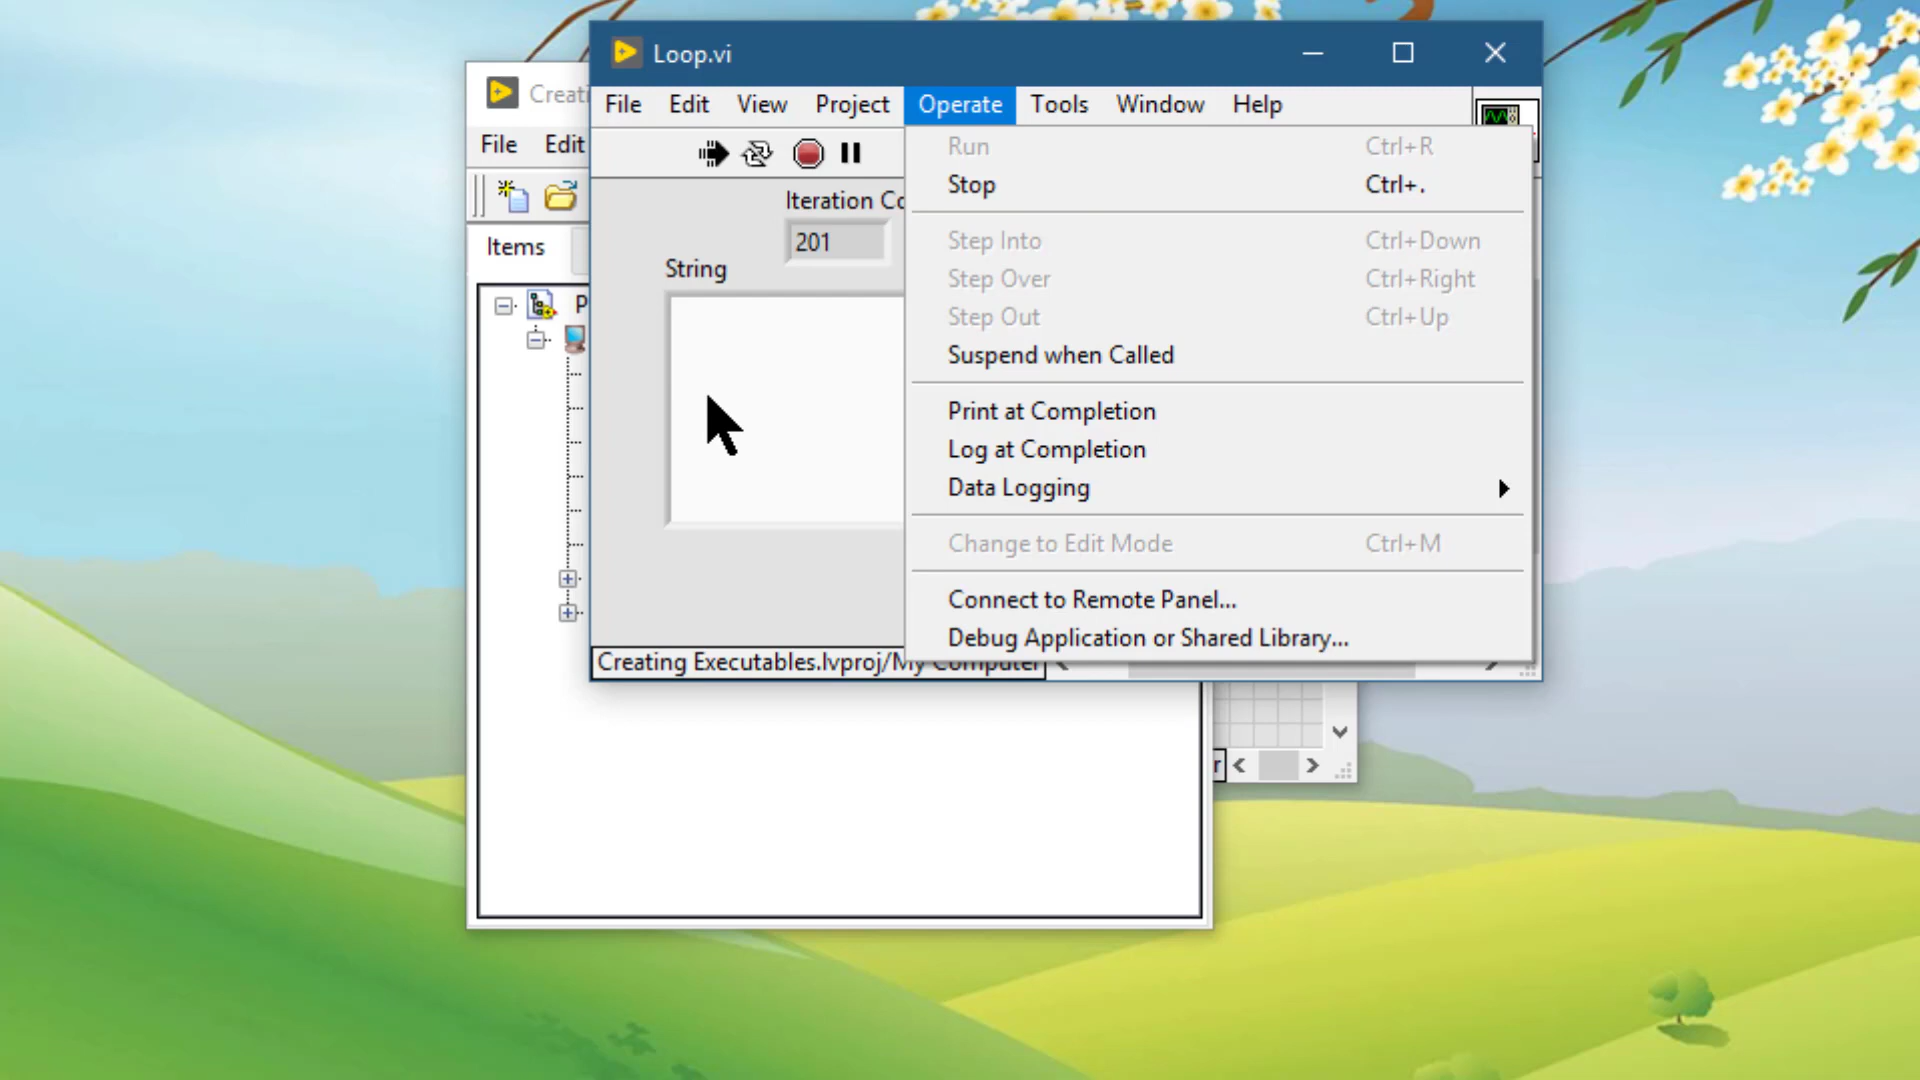 Loop.vi
Creati
File Edit View Project Operate Tools Window Help
File Edit
Run Ctrl+R
Stop Ctrl+.
Step Into Ctrl+Down
Step Over Ctrl+Right
Step Out Ctrl+Up
Suspend when Called
Print at Completion
Log at Completion
Data Logging
Change to Edit Mode Ctrl+M
Connect to Remote Panel...
Debug Application or Shared Library...
Iteration Co
201
String
Items
P
Creating Executables.lvproj/My Computer
r